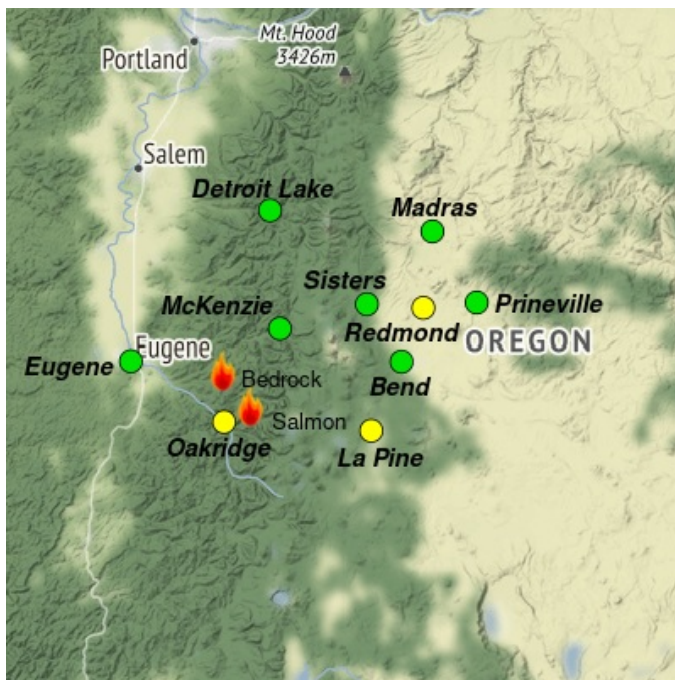 Mt. Hood
3426m
Portland
Salem
Detroit Lake
Madras
Sisters
McKenzie
Prineville
Redmond
OREGON
Eugene
Eugene
Bend
Bedrock
Salmon
Oakridge
La Pine